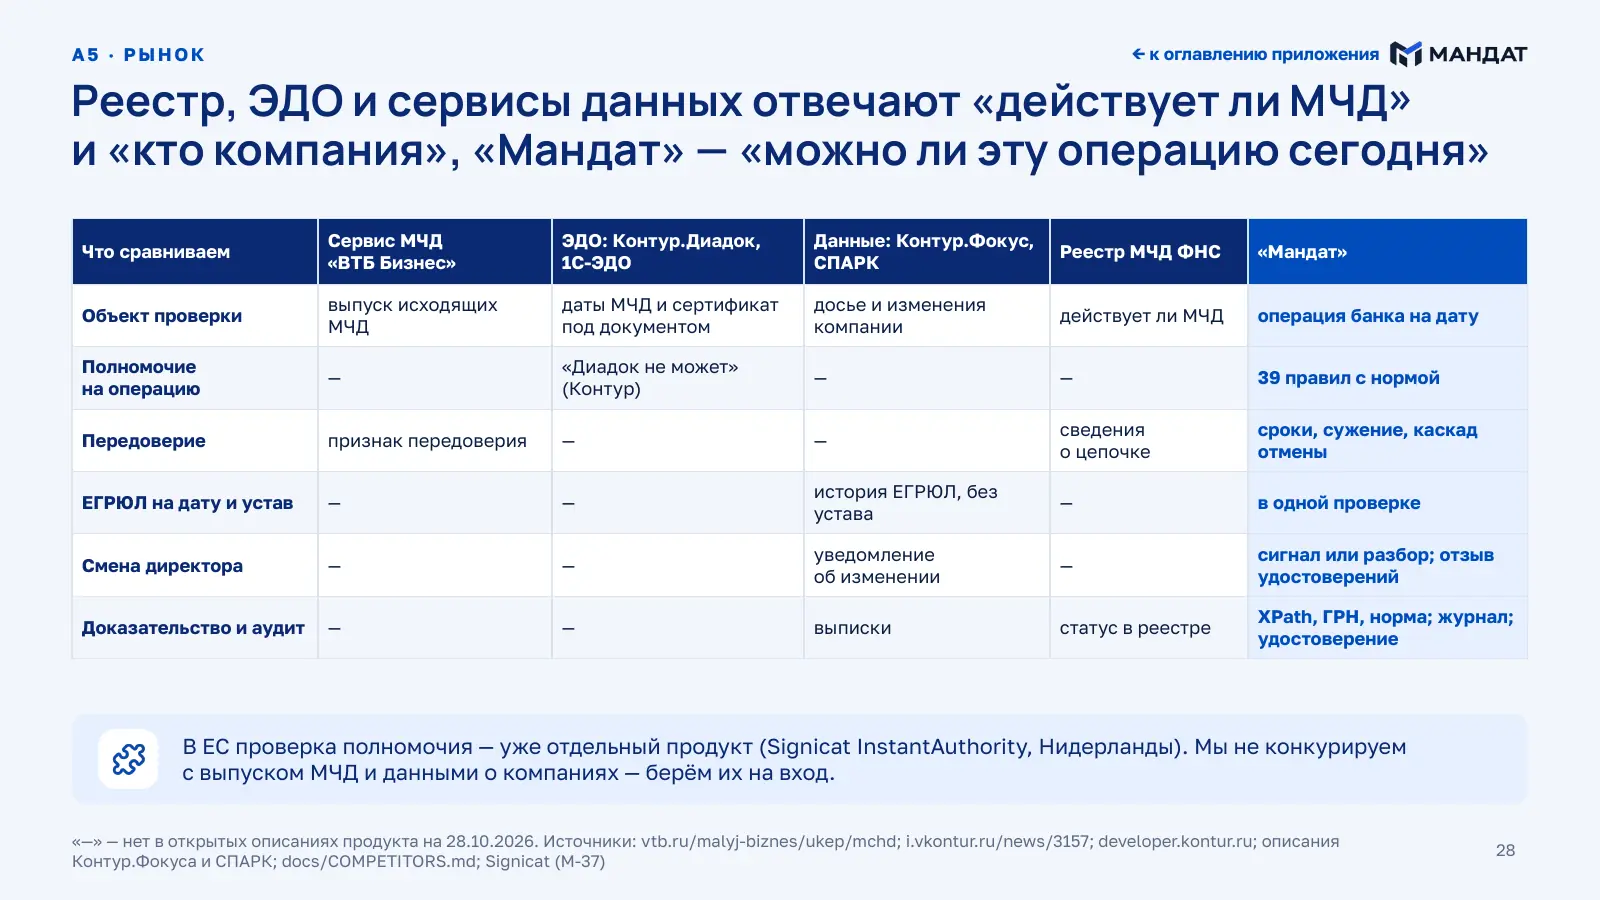 А5 · РЫНОК
← к оглавлению приложения МАНДАТ
Реестр, ЭДО и сервисы данных отвечают «действует ли МЧД»
и «кто компания», «Мандат» — «можно ли эту операцию сегодня»
Что сравниваем
Сервис МЧД
«ВТБ Бизнес»
ЭДО: Контур.Диадок,
1С-ЭДО
Данные: Контур.Фокус,
СПАРК
Реестр МЧД ФНС
«Мандат»
Объект проверки
выпуск исходящих
МЧД
даты МЧД и сертификат
под документом
досье и изменения
компании
действует ли МЧД
операция банка на дату
Полномочие
на операцию
—
«Диадок не может»
(Контур)
—
—
39 правил с нормой
Передоверие
признак передоверия
—
—
сведения
о цепочке
сроки, сужение, каскад
отмены
ЕГРЮЛ на дату и устав
—
—
история ЕГРЮЛ, без
устава
—
в одной проверке
Смена директора
—
—
уведомление
об изменении
—
сигнал или разбор; отзыв
удостоверений
Доказательство и аудит
—
—
выписки
статус в реестре
XPath, ГРН, норма; журнал;
удостоверение
В ЕС проверка полномочия — уже отдельный продукт (Signicat InstantAuthority, Нидерланды). Мы не конкурируем
с выпуском МЧД и данными о компаниях — берём их на вход.
«—» — нет в открытых описаниях продукта на 28.10.2026. Источники: vtb.ru/malyj-biznes/ukep/mchd; i.vkontur.ru/news/3157; developer.kontur.ru; описания
Контур.Фокуса и СПАРК; docs/COMPETITORS.md; Signicat (М-37)
28